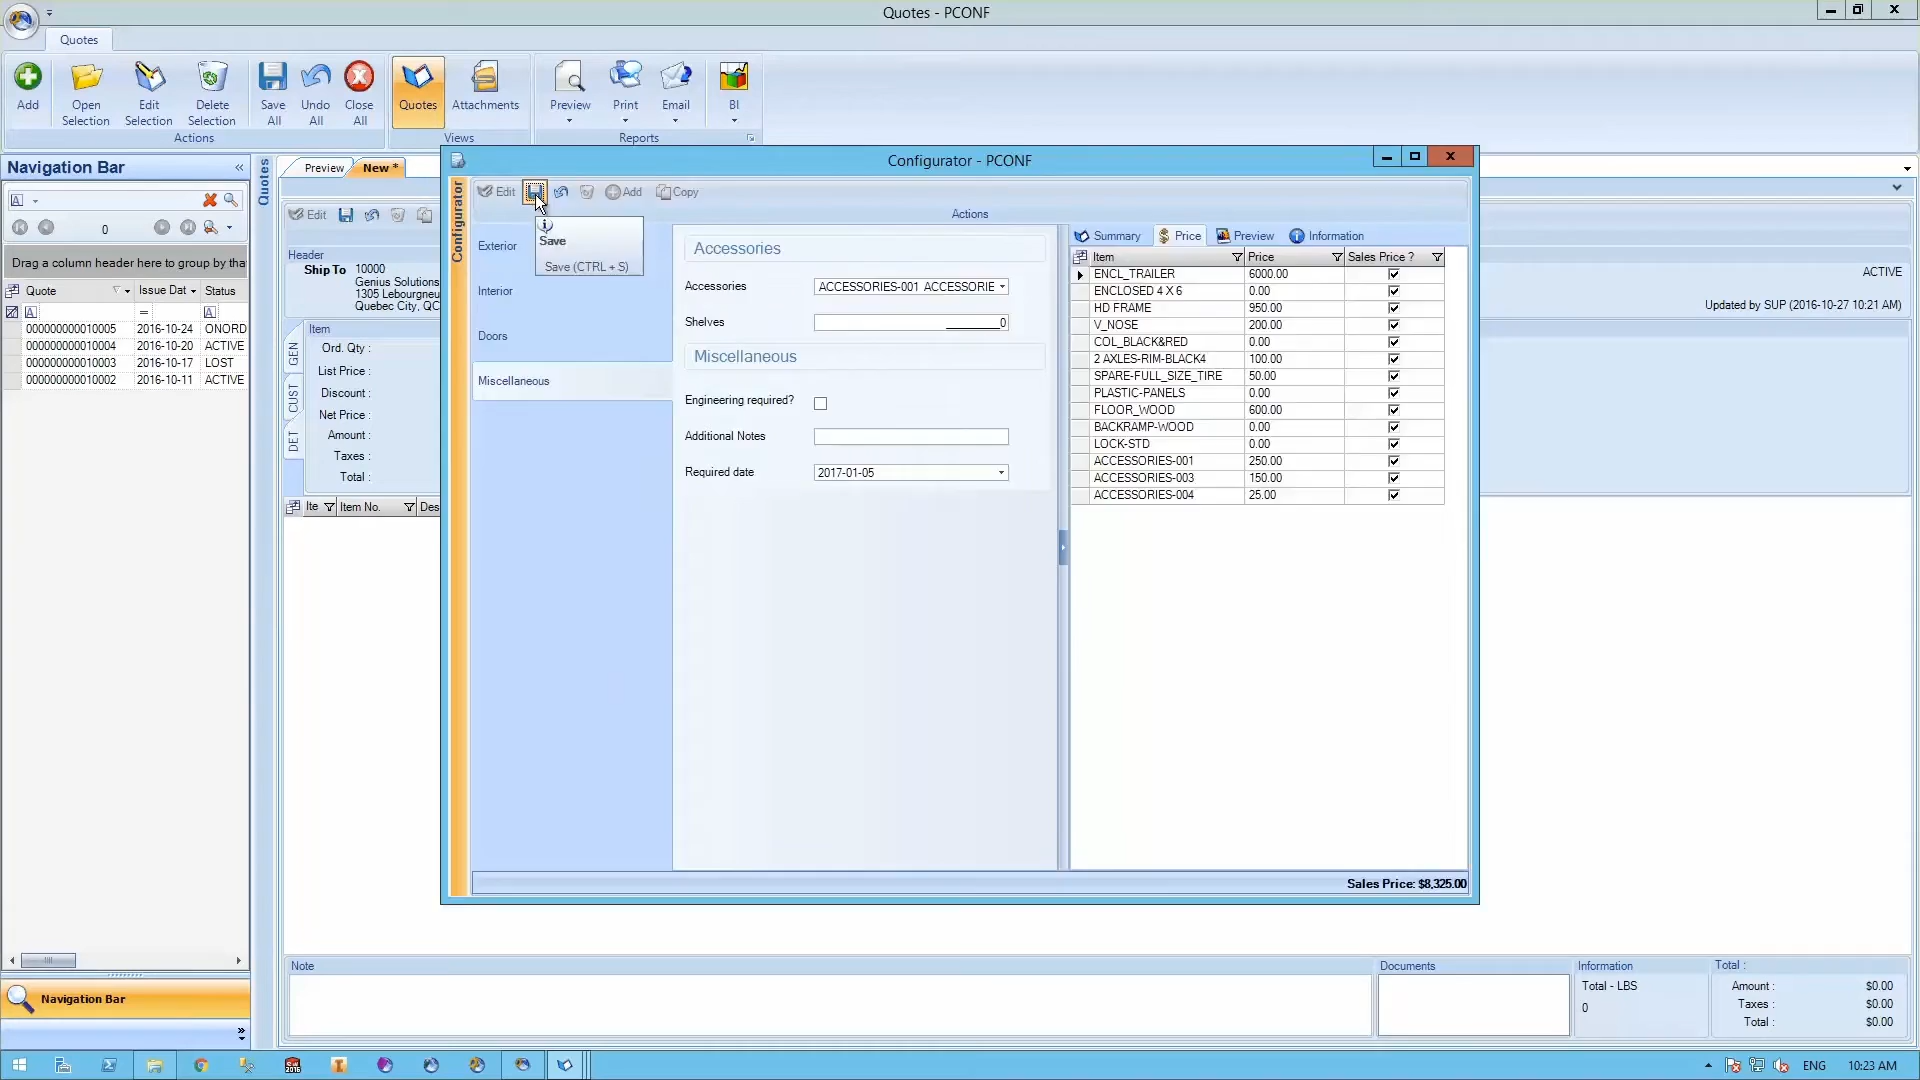 Quotes - PCONF
Quotes
Add
Open Selection
Edit Selection
Delete Selection
Save All
Undo All
Close All
Quotes
Attachments
Preview
Print
Email
BI
Actions
Views
Reports
Navigation Bar
0
Drag a column header here to group by tha
Quote Issue Dat Status
000000000010005 2016-10-24 ONORD
000000000010004 2016-10-20 ACTIVE
000000000010003 2016-10-17 LOST
000000000010002 2016-10-11 ACTIVE
Navigation Bar
Quotes
Preview New *
Edit
Header
Ship To 10000
Genius Solutions
1305 Lebourgneu
Quebec City, QC
GEN
CUST
DET
Item
Ord. Qty :
List Price :
Discount :
Net Price :
Amount :
Taxes :
Total :
Ite Item No. Des
Configurator - PCONF
Configurator
Edit Add Copy
Actions
Save
Save (CTRL + S)
Exterior
Interior
Doors
Miscellaneous
Accessories
Accessories ACCESSORIES-001 ACCESSORIE
Shelves 0
Miscellaneous
Engineering required?
Additional Notes
Required date 2017-01-05
Summary Price Preview Information
Item Price Sales Price ?
ENCL_TRAILER 6000.00
ENCLOSED 4 X 6 0.00
HD FRAME 950.00
V_NOSE 200.00
COL_BLACK&RED 0.00
2 AXLES-RIM-BLACK4 100.00
SPARE-FULL_SIZE_TIRE 50.00
PLASTIC-PANELS 0.00
FLOOR_WOOD 600.00
BACKRAMP-WOOD 0.00
LOCK-STD 0.00
ACCESSORIES-001 250.00
ACCESSORIES-003 150.00
ACCESSORIES-004 25.00
Sales Price: $8,325.00
ACTIVE
Updated by SUP (2016-10-27 10:21 AM)
Note
Documents
Information
Total - LBS
0
Total :
Amount : $0.00
Taxes : $0.00
Total : $0.00
ENG 10:23 AM